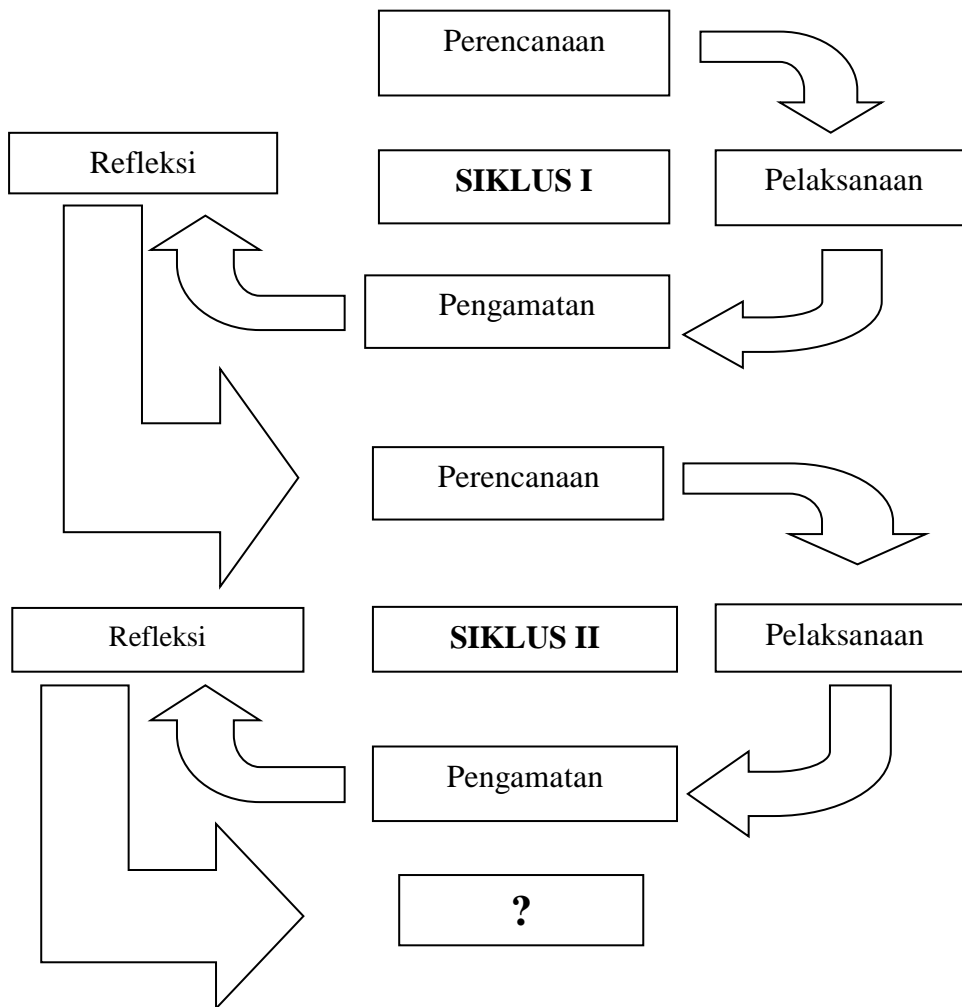 Perencanaan
Refleksi
SIKLUS I
Pelaksanaan
Pengamatan
Perencanaan
Refleksi
SIKLUS II
Pelaksanaan
Pengamatan
?